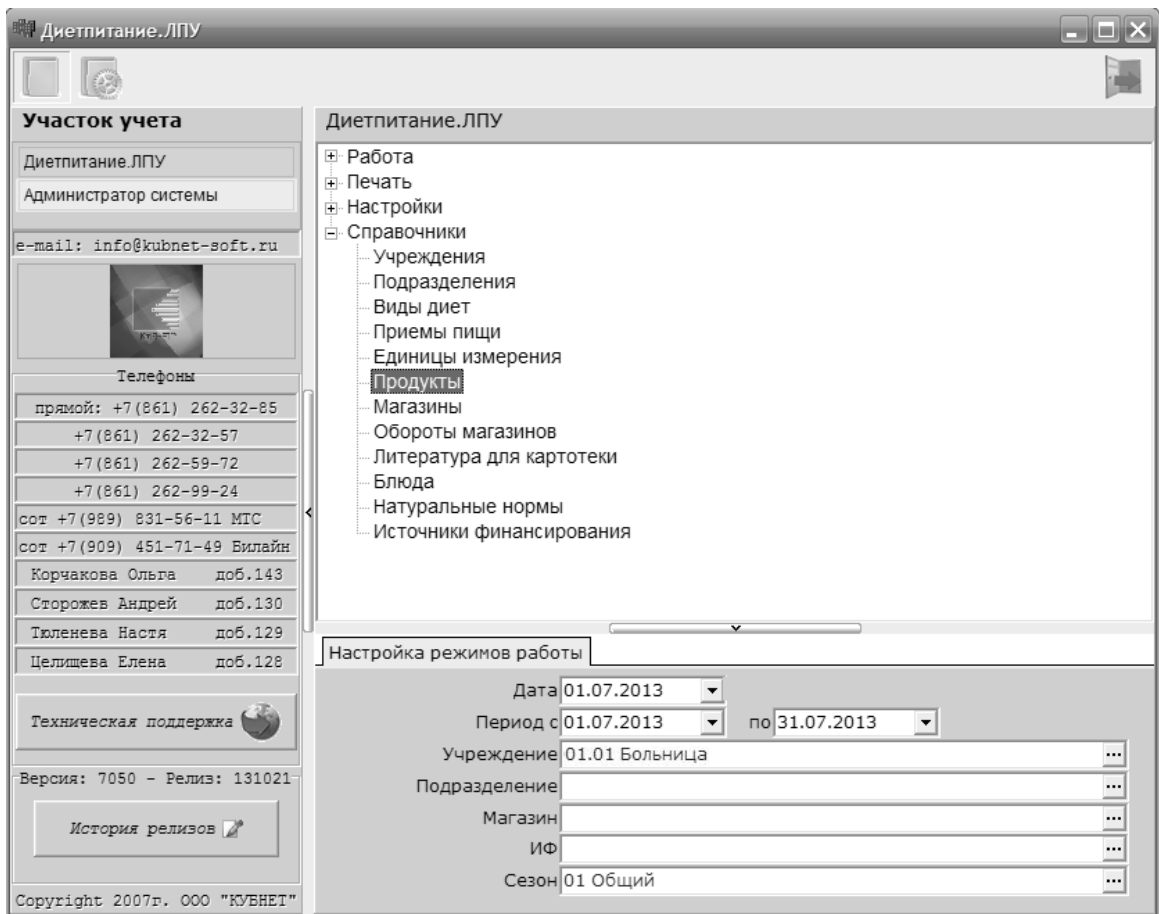 Диетпитание.ЛПУ
Участок учета
Диетпитание.ЛПУ
Администратор системы
e-mail: info@kubnet-soft.ru
Телефоны
прямой: +7(861) 262-32-85
+7(861) 262-32-57
+7(861) 262-59-72
+7(861) 262-99-24
сот +7(989) 831-56-11 МТС
сот +7(909) 451-71-49 Билайн
Корчакова Ольга доб.143
Сторожев Андрей доб.130
Тюленева Настя доб.129
Целищева Елена доб.128
Техническая поддержка
Версия: 7050 - Релиз: 131021
История релизов
Copyright 2007г. ООО "КУБНЕТ"
Диетпитание.ЛПУ
Работа
Печать
Настройки
Справочники
Учреждения
Подразделения
Виды диет
Приемы пищи
Единицы измерения
Продукты
Магазины
Обороты магазинов
Литература для картотеки
Блюда
Натуральные нормы
Источники финансирования
Настройка режимов работы
Дата 01.07.2013
Период с 01.07.2013 по 31.07.2013
Учреждение 01.01 Больница ...
Подразделение ...
Магазин ...
ИФ ...
Сезон 01 Общий ...